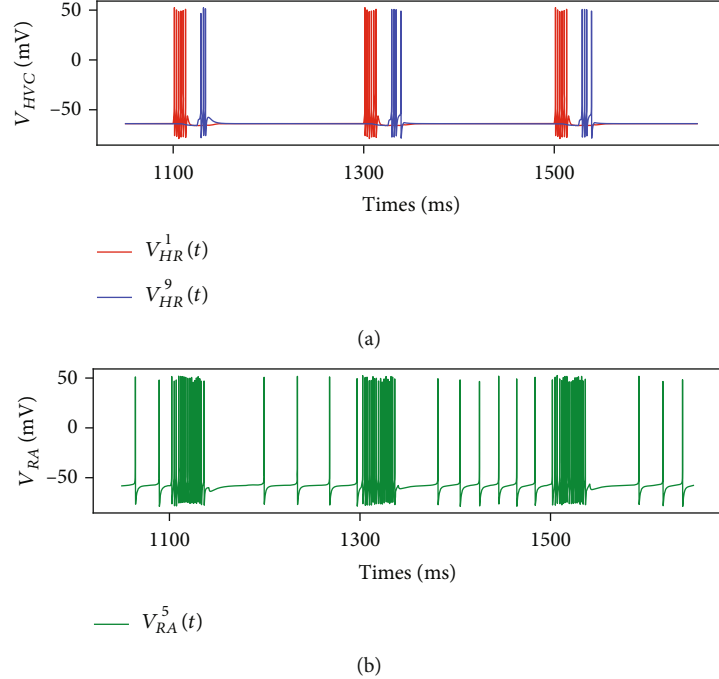 50
0
−50
V_HVC (mV)
1100 1300 1500
Times (ms)
V_HR^1(t)
V_HR^9(t)
(a)
50
0
−50
V_RA (mV)
1100 1300 1500
Times (ms)
V_RA^5(t)
(b)